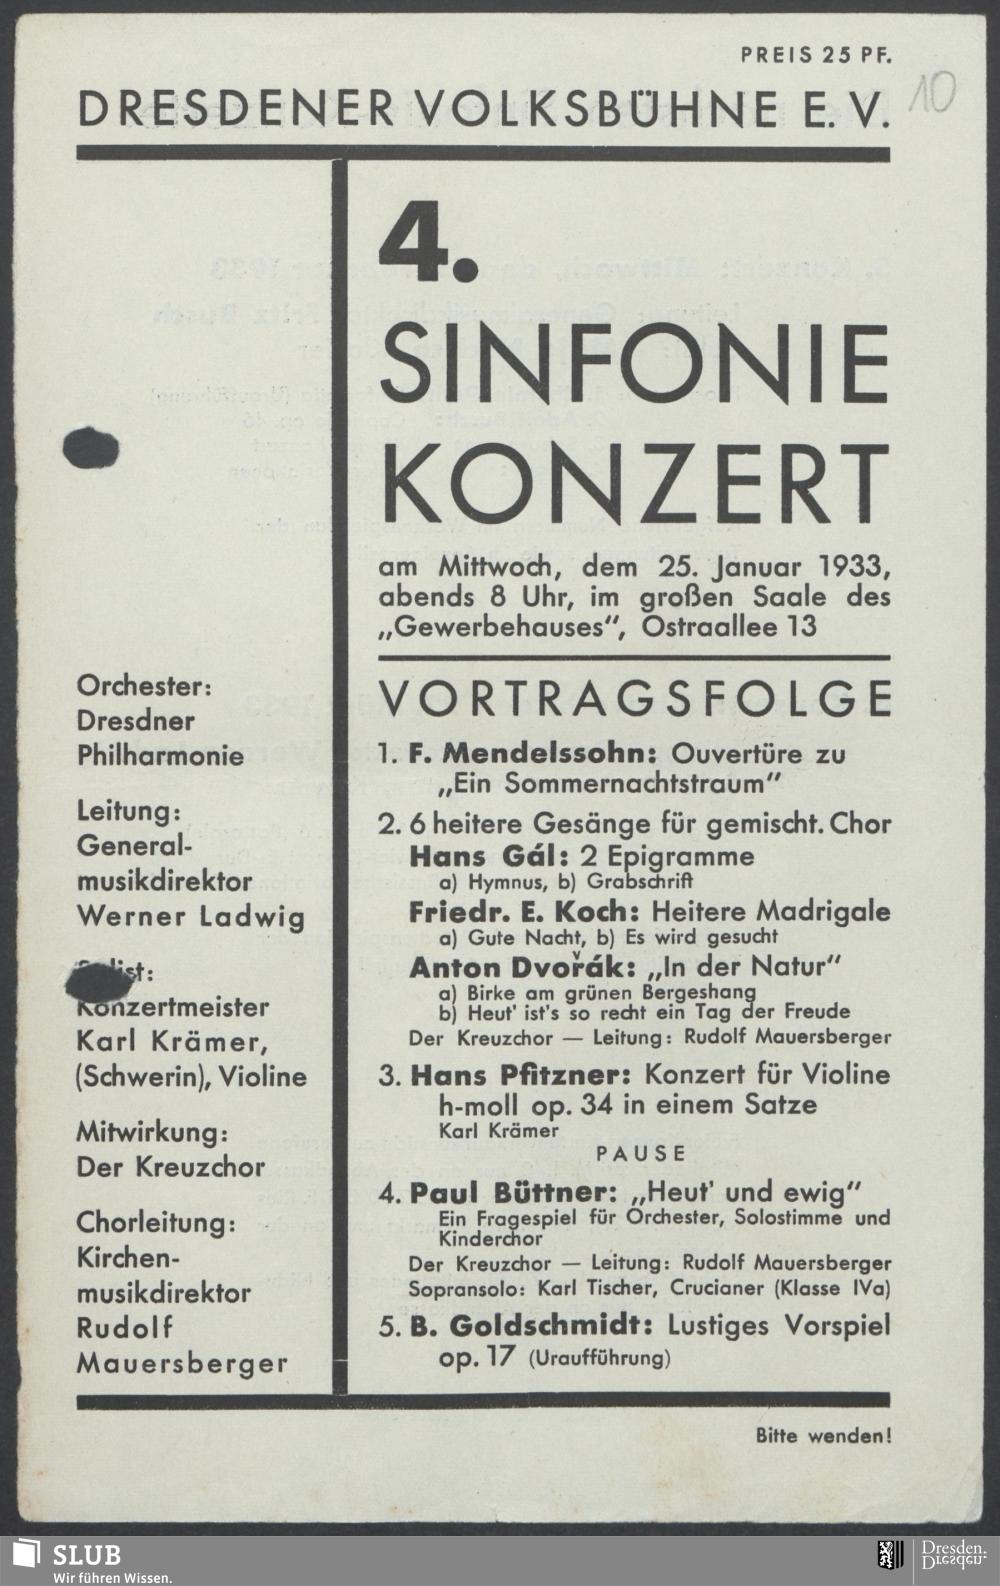 PREIS 25 PF.
10
DRESDENER VOLKSBÜHNE E. V.
4.
SINFONIE
KONZERT
am Mittwoch, dem 25. Januar 1933,
abends 8 Uhr, im großen Saale des
„Gewerbehauses“, Ostraallee 13
Orchester:
Dresdner
Philharmonie
Leitung:
General-
musikdirektor
Werner Ladwig
Solist:
Konzertmeister
Karl Krämer,
(Schwerin), Violine
Mitwirkung:
Der Kreuzchor
Chorleitung:
Kirchen-
musikdirektor
Rudolf
Mauersberger
VORTRAGSFOLGE
1. F. Mendelssohn: Ouvertüre zu
„Ein Sommernachtstraum“
2. 6 heitere Gesänge für gemischt. Chor
Hans Gál: 2 Epigramme
a) Hymnus, b) Grabschrift
Friedr. E. Koch: Heitere Madrigale
a) Gute Nacht, b) Es wird gesucht
Anton Dvořák: „In der Natur“
a) Birke am grünen Bergeshang
b) Heut' ist's so recht ein Tag der Freude
Der Kreuzchor — Leitung: Rudolf Mauersberger
3. Hans Pfitzner: Konzert für Violine
h-moll op. 34 in einem Satze
Karl Krämer
PAUSE
4. Paul Büttner: „Heut' und ewig“
Ein Fragespiel für Orchester, Solostimme und
Kinderchor
Der Kreuzchor — Leitung: Rudolf Mauersberger
Sopransolo: Karl Tischer, Crucianer (Klasse IVa)
5. B. Goldschmidt: Lustiges Vorspiel
op. 17 (Uraufführung)
Bitte wenden!
SLUB
Wir führen Wissen.
Dresden.
Dresden.